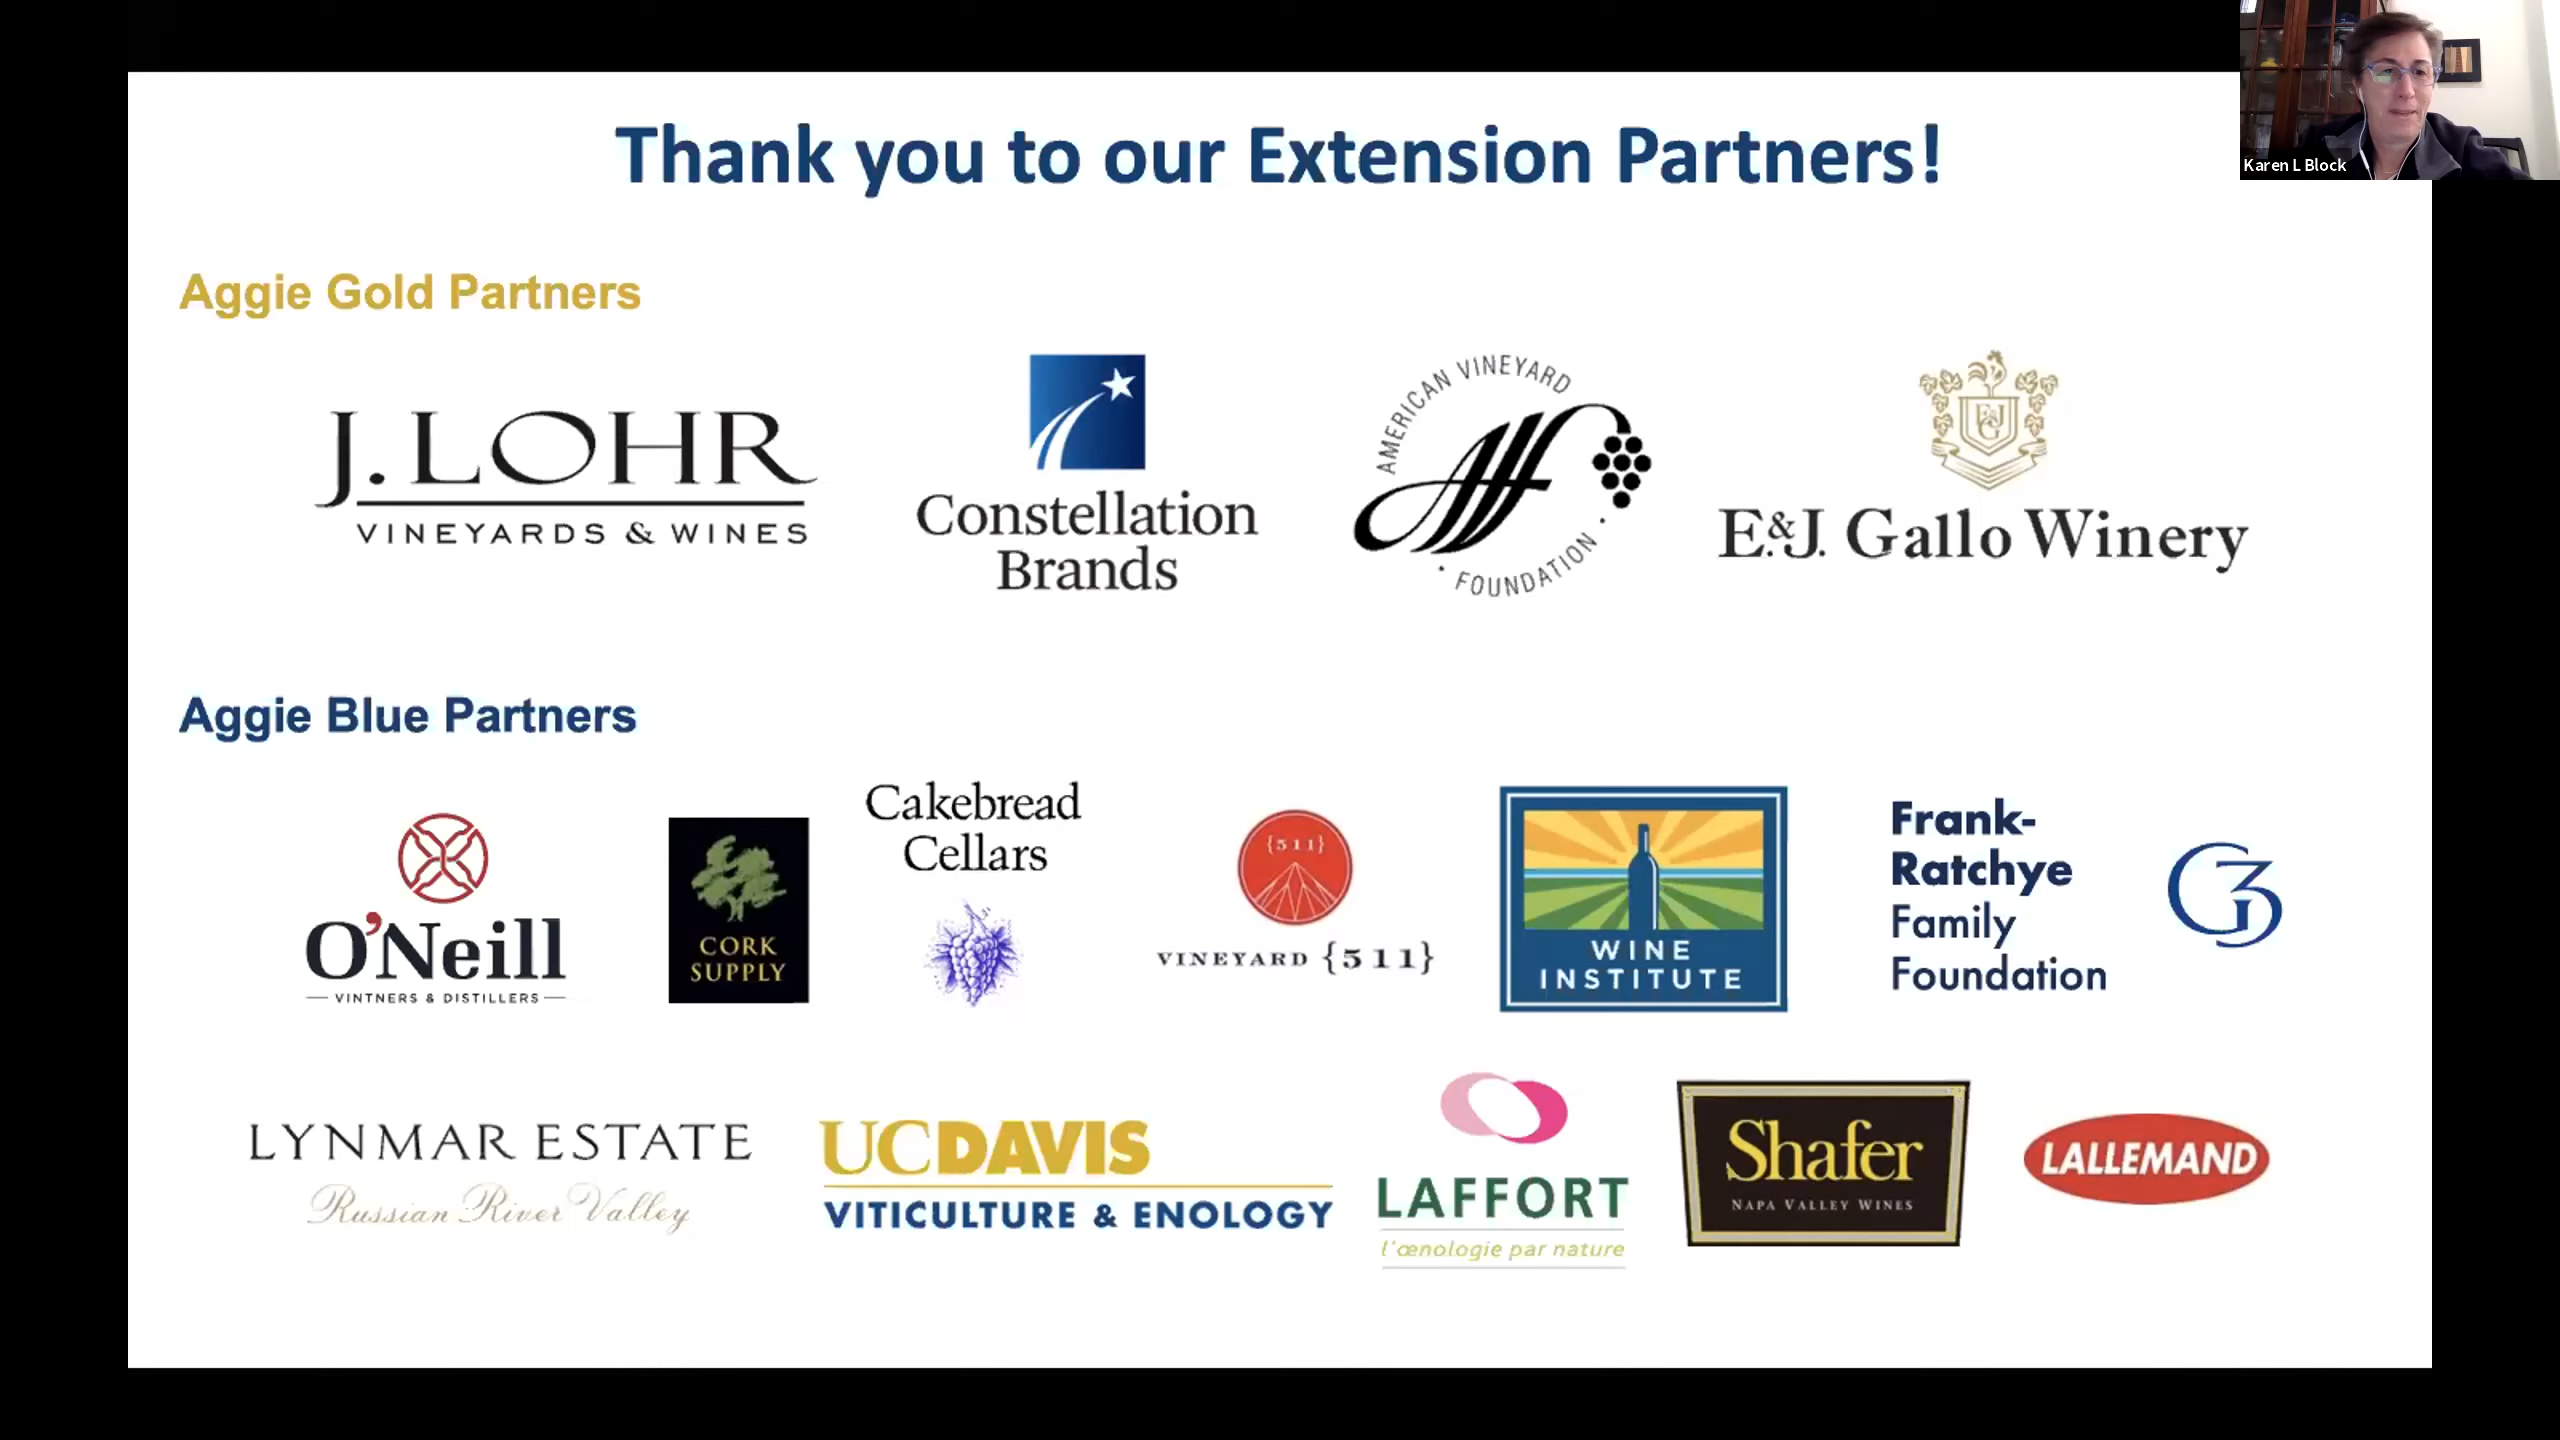 Karen L Block
Thank you to our Extension Partners!
Aggie Gold Partners
J. LOHR
VINEYARDS & WINES
Constellation
Brands
AMERICAN VINEYARD
AVF
FOUNDATION
E&J
G
E.&J. Gallo Winery
Aggie Blue Partners
O'Neill
VINTNERS & DISTILLERS
CORK
SUPPLY
Cakebread
Cellars
{511}
VINEYARD {511}
WINE
INSTITUTE
Frank-
Ratchye
Family
Foundation
G3
LYNMAR ESTATE
Russian River Valley
UCDAVIS
VITICULTURE & ENOLOGY
LAFFORT
l'œnologie par nature
Shafer
NAPA VALLEY WINES
LALLEMAND